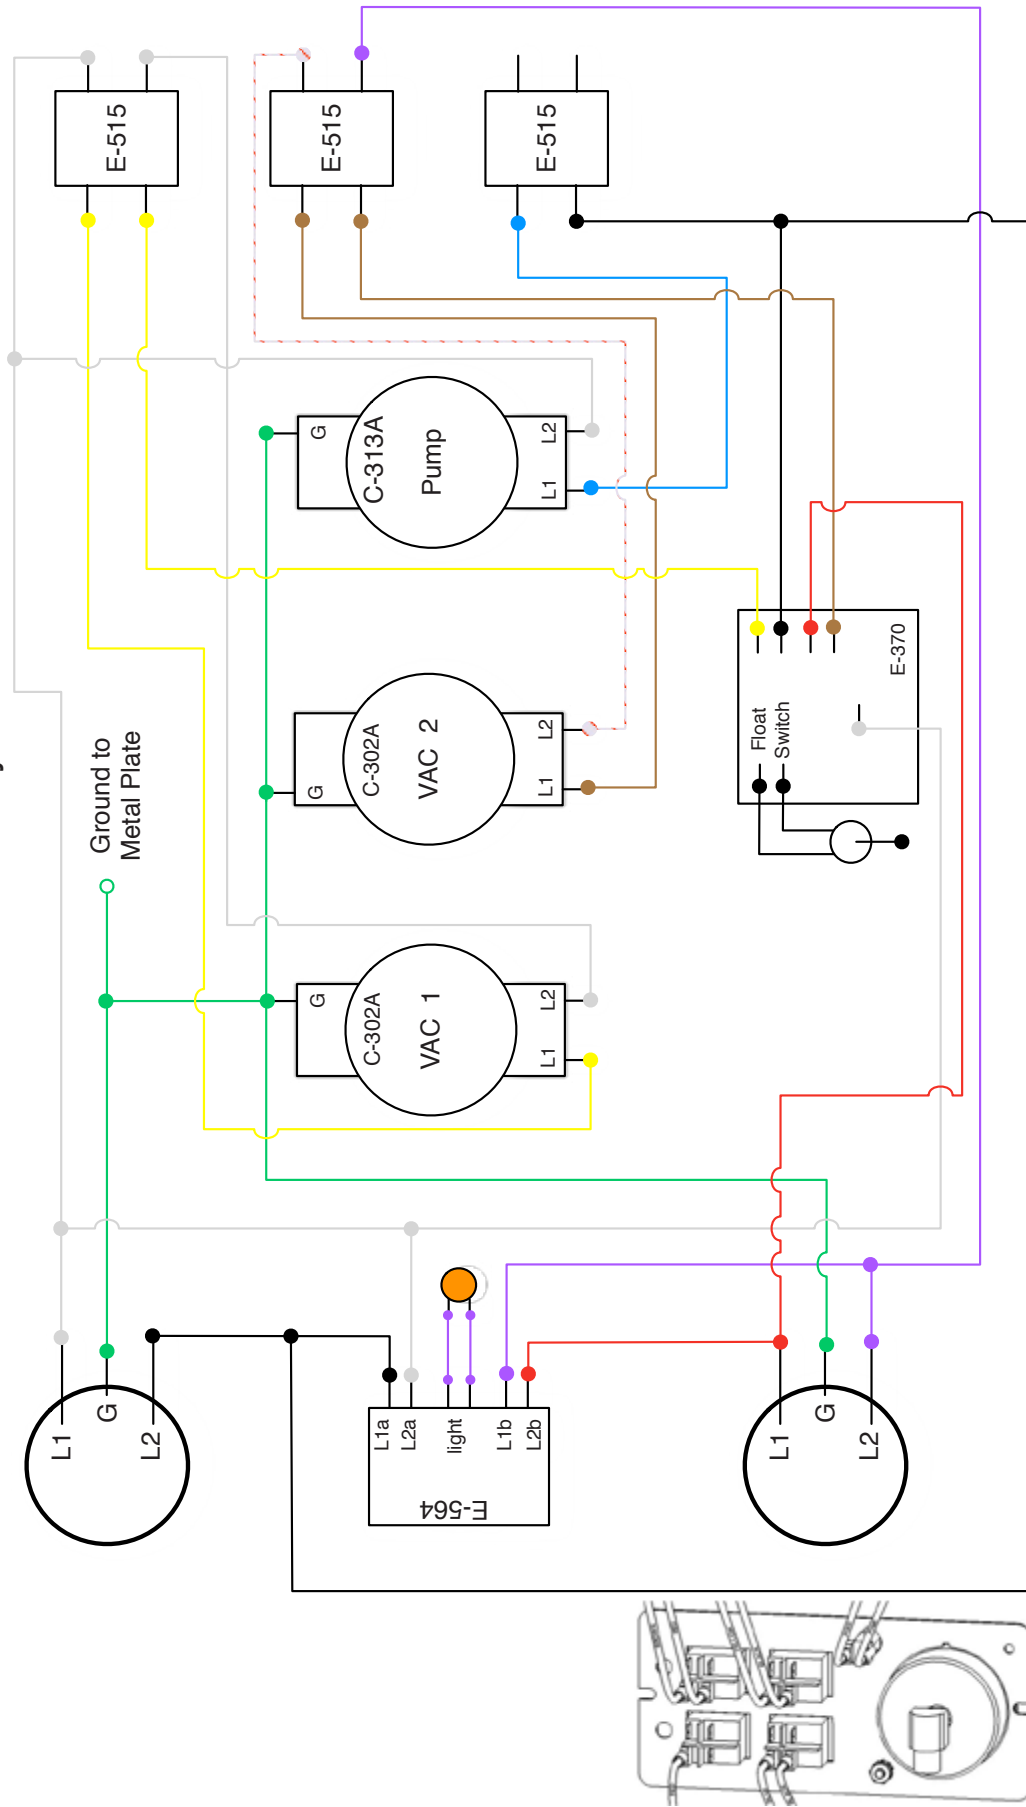 E-515
E-515
E-515
G
C-313A
Pump
L2
L1
G
C-302A
VAC 2
L2
L1
Ground to
Metal Plate
G
C-302A
VAC 1
L2
L1
Float
Switch
E-370
L1
G
L2
L1a
L2a
light
L1b
L2b
E-564
L1
G
L2